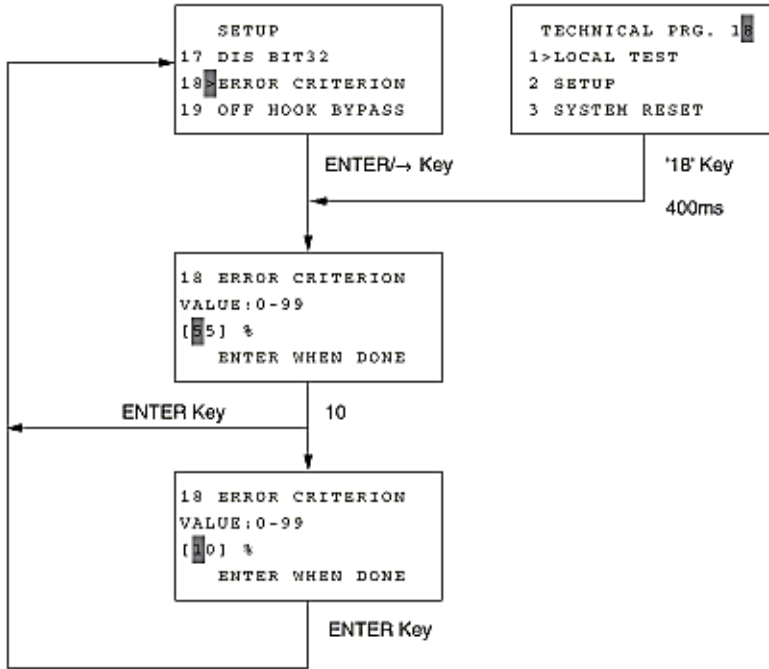 SETUP
17 DIS BIT32
18>ERROR CRITERION
19 OFF HOOK BYPASS
TECHNICAL PRG. 18
1>LOCAL TEST
2 SETUP
3 SYSTEM RESET
ENTER/→ Key
'18' Key
400ms
18 ERROR CRITERION
VALUE:0-99
[55] %
ENTER WHEN DONE
ENTER Key
10
18 ERROR CRITERION
VALUE:0-99
[10] %
ENTER WHEN DONE
ENTER Key